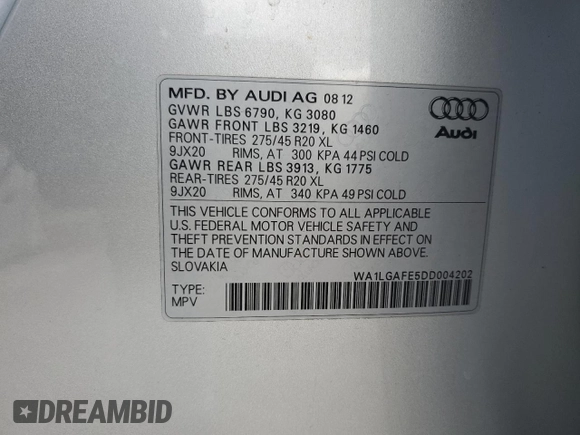 MFD. BY AUDI AG 08 12
GVWR LBS 6790, KG 3080
GAWR FRONT LBS 3219, KG 1460
FRONT-TIRES 275/45 R20 XL
9JX20 RIMS, AT 300 KPA 44 PSI COLD
GAWR REAR LBS 3913, KG 1775
REAR-TIRES 275/45 R20 XL
9JX20 RIMS, AT 340 KPA 49 PSI COLD
Audi
THIS VEHICLE CONFORMS TO ALL APPLICABLE
U.S. FEDERAL MOTOR VEHICLE SAFETY AND
THEFT PREVENTION STANDARDS IN EFFECT ON
THE DATE OF MANUFACTURE SHOWN ABOVE.
SLOVAKIA
WA1LGAFE5DD004202
TYPE:
MPV
DREAMBID